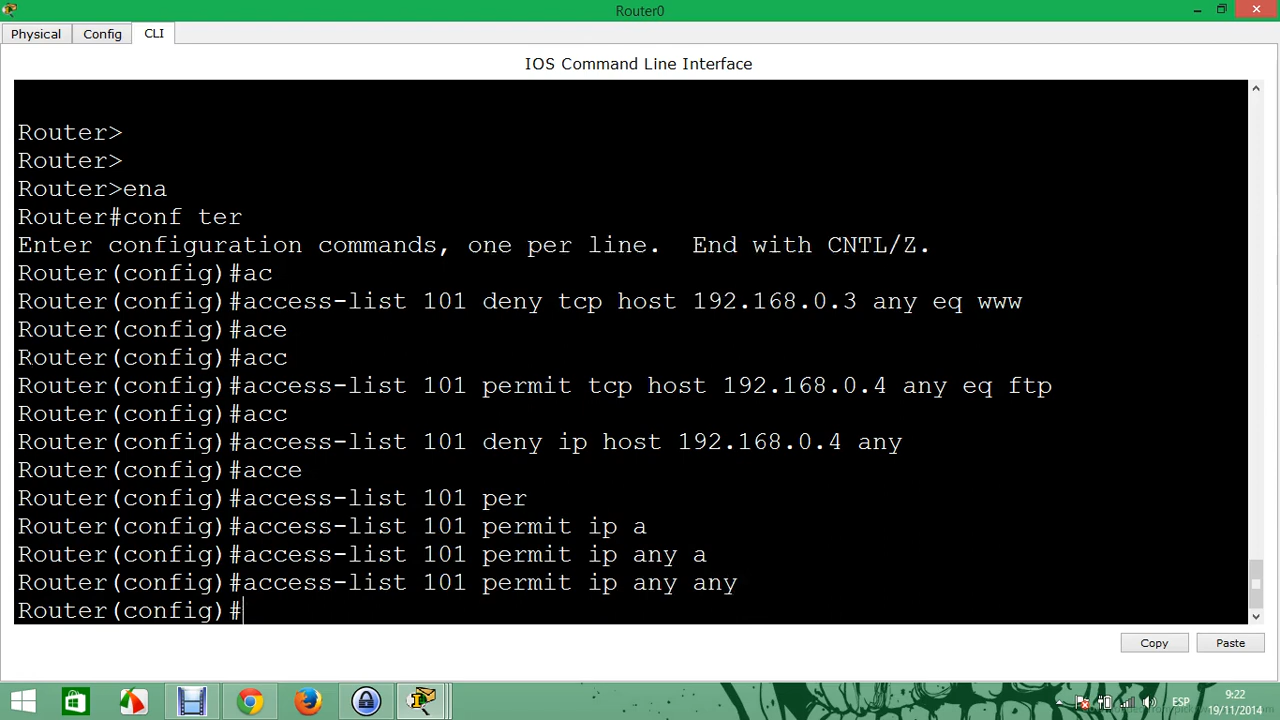 Router0
Physical Config CLI
IOS Command Line Interface
Router>
Router>
Router>ena
Router#conf ter
Enter configuration commands, one per line.  End with CNTL/Z.
Router(config)#ac
Router(config)#access-list 101 deny tcp host 192.168.0.3 any eq www
Router(config)#ace
Router(config)#acc
Router(config)#access-list 101 permit tcp host 192.168.0.4 any eq ftp
Router(config)#acc
Router(config)#access-list 101 deny ip host 192.168.0.4 any
Router(config)#acce
Router(config)#access-list 101 per
Router(config)#access-list 101 permit ip a
Router(config)#access-list 101 permit ip any a
Router(config)#access-list 101 permit ip any any
Router(config)#
Copy Paste
ESP
9:22
19/11/2014